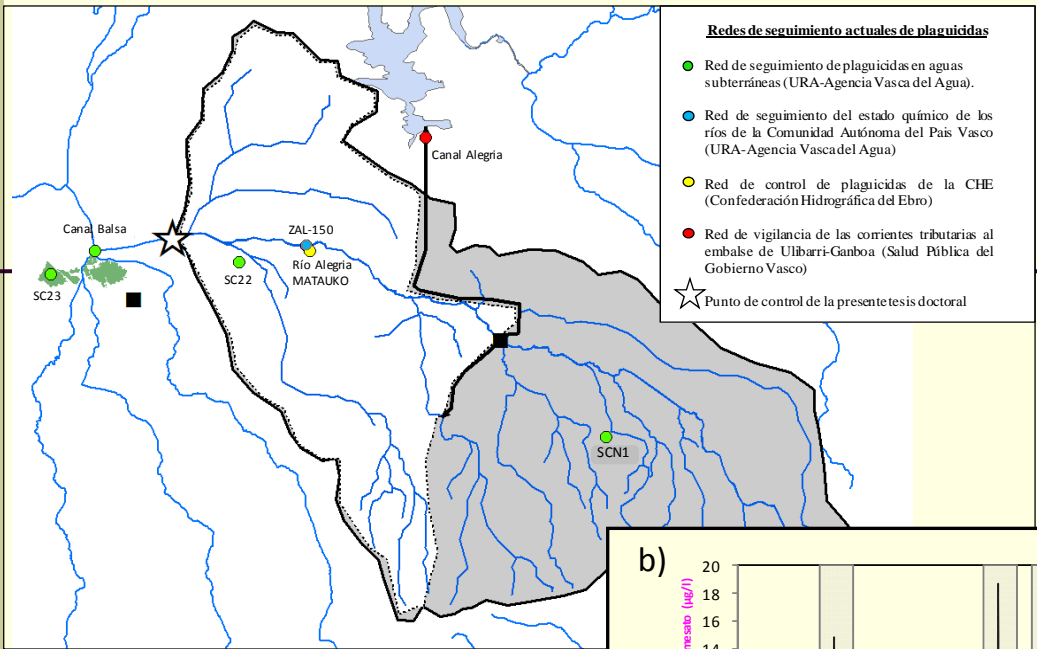 Redes de seguimiento actuales de plaguicidas
Red de seguimiento de plaguicidas en aguas
subterráneas (URA-Agencia Vasca del Agua).
Red de seguimiento del estado químico de los
ríos de la Comunidad Autónoma del Pais Vasco
(URA-Agencia Vasca del Agua)
Red de control de plaguicidas de la CHE
(Confederación Hidrográfica del Ebro)
Red de vigilancia de las corrientes tributarias al
embalse de Ulibarri-Ganboa (Salud Pública del
Gobierno Vasco)
Punto de control de la presente tesis doctoral
Canal Alegria
Canal Balsa
ZAL-150
Río Alegria
MATAUKO
SC22
SC23
SCN1
b)
20
18
16
14
(µg/l)